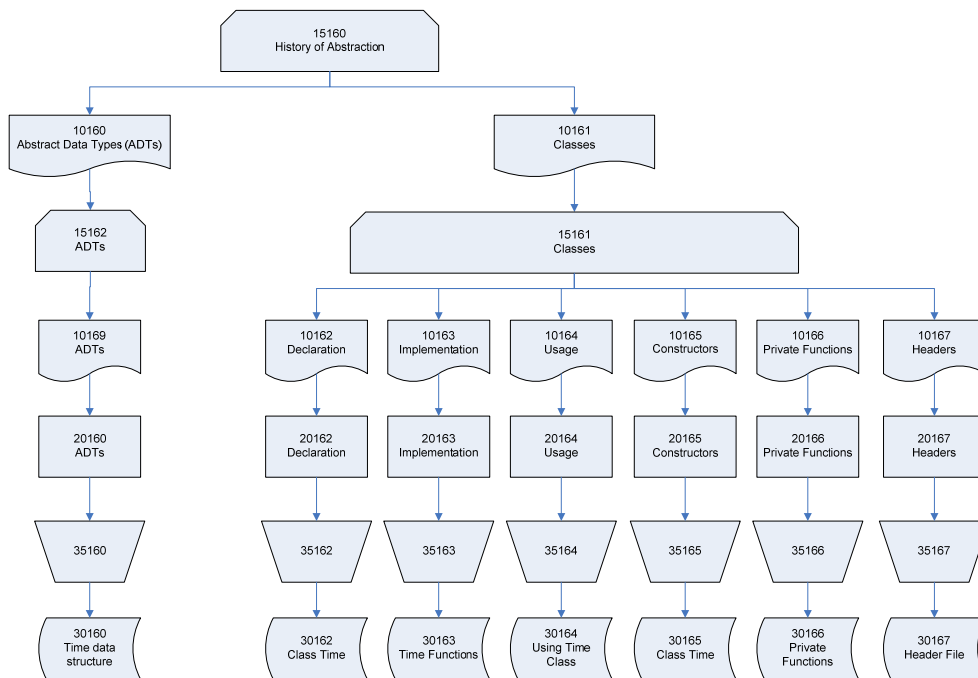 15160
History of Abstraction
10160
Abstract Data Types (ADTs)
10161
Classes
15162
ADTs
15161
Classes
10169
ADTs
10162
Declaration
10163
Implementation
10164
Usage
10165
Constructors
10166
Private Functions
10167
Headers
20160
ADTs
20162
Declaration
20163
Implementation
20164
Usage
20165
Constructors
20166
Private Functions
20167
Headers
35160
35162
35163
35164
35165
35166
35167
30160
Time data
structure
30162
Class Time
30163
Time Functions
30164
Using Time
Class
30165
Class Time
30166
Private
Functions
30167
Header File